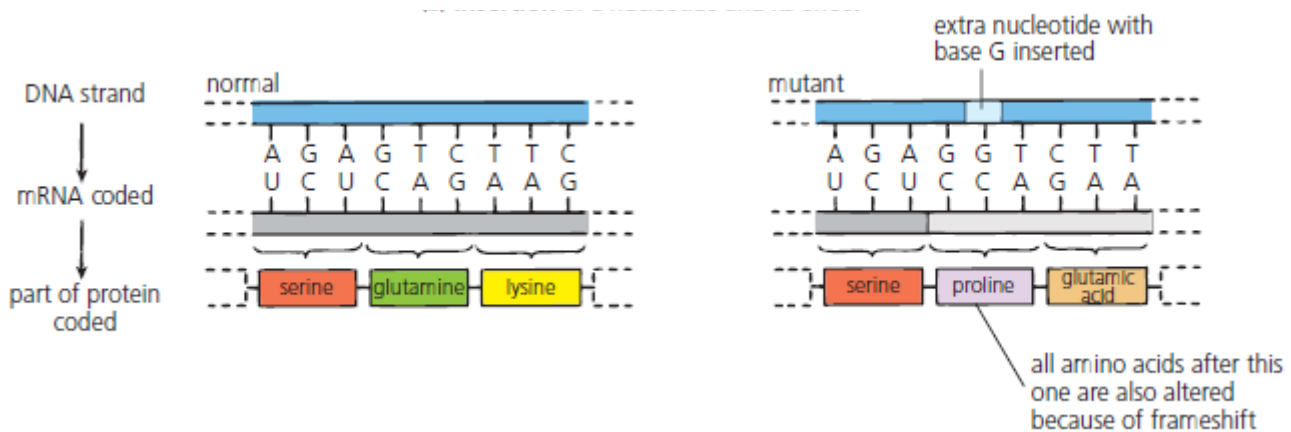 extra nucleotide with
base G inserted
DNA strand
normal
mutant
A G A G T C T T C
A G A G G T C T T
mRNA coded
U C U C A G A A G
U C U C C A G A A
part of protein
coded
serine glutamine lysine
serine proline glutamic
acid
all amino acids after this
one are also altered
because of frameshift